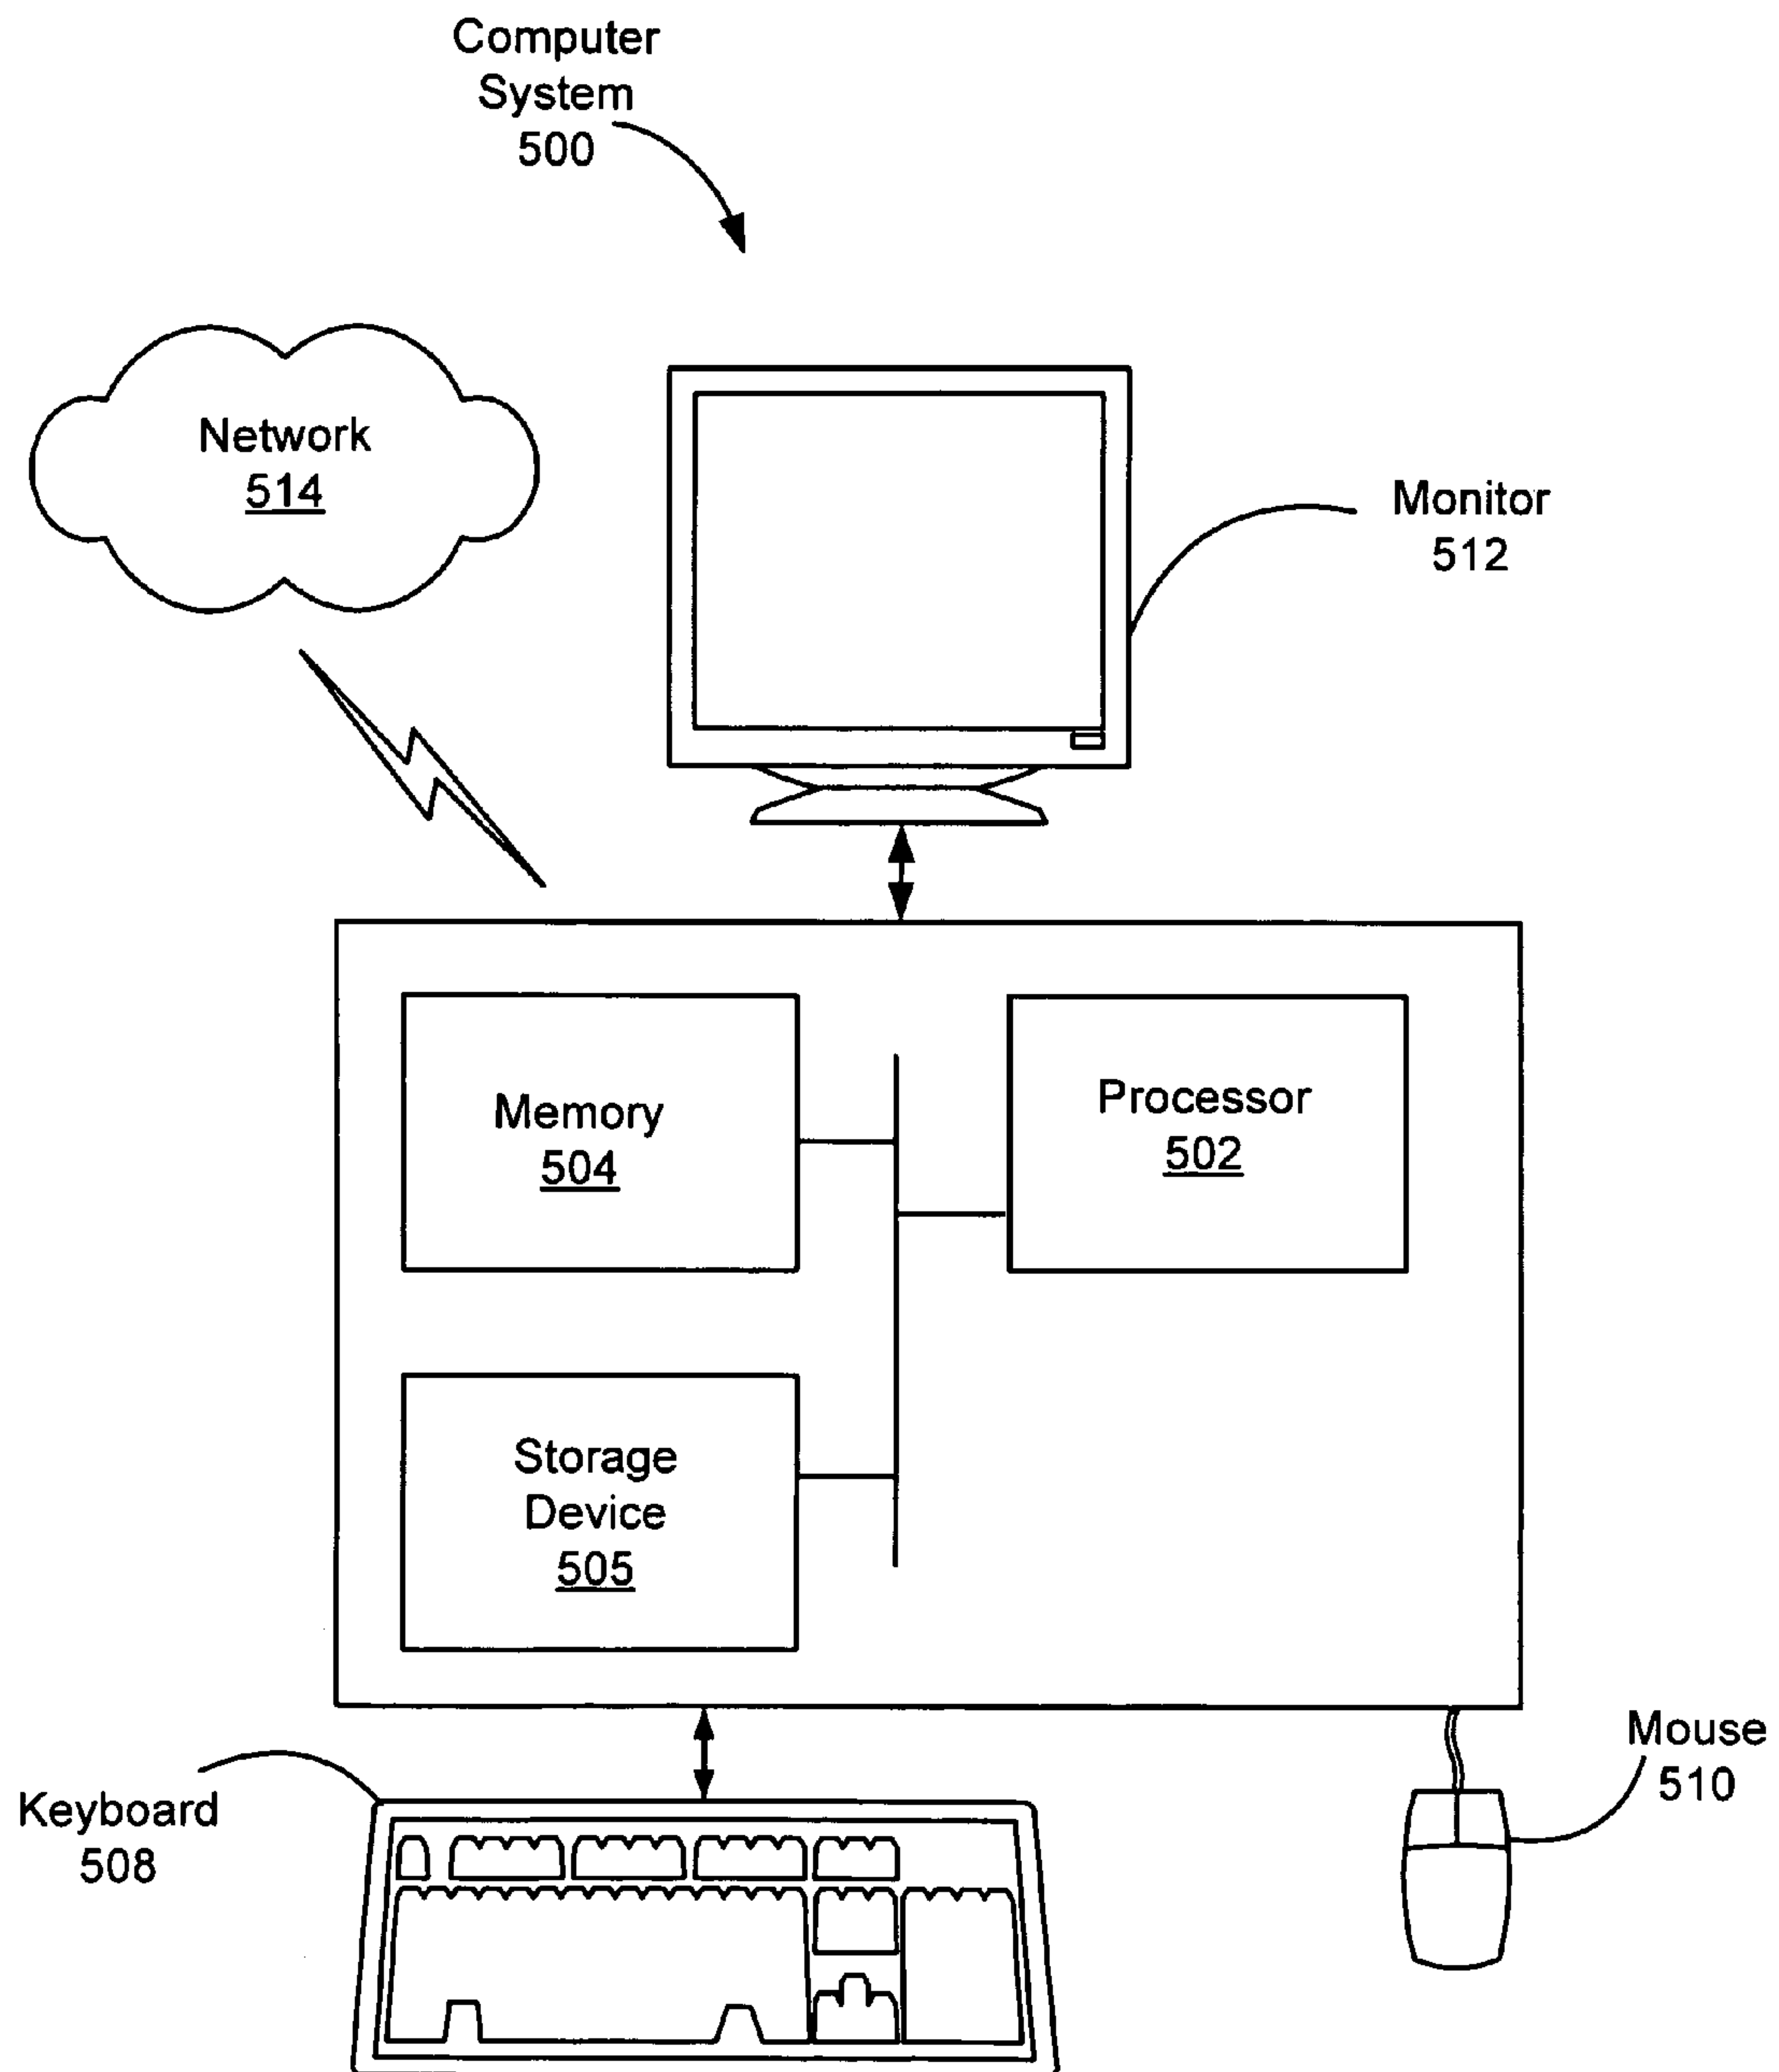 Computer
System
500
Network
514
Monitor
512
Memory
504
Processor
502
Storage
Device
505
Mouse
510
Keyboard
508